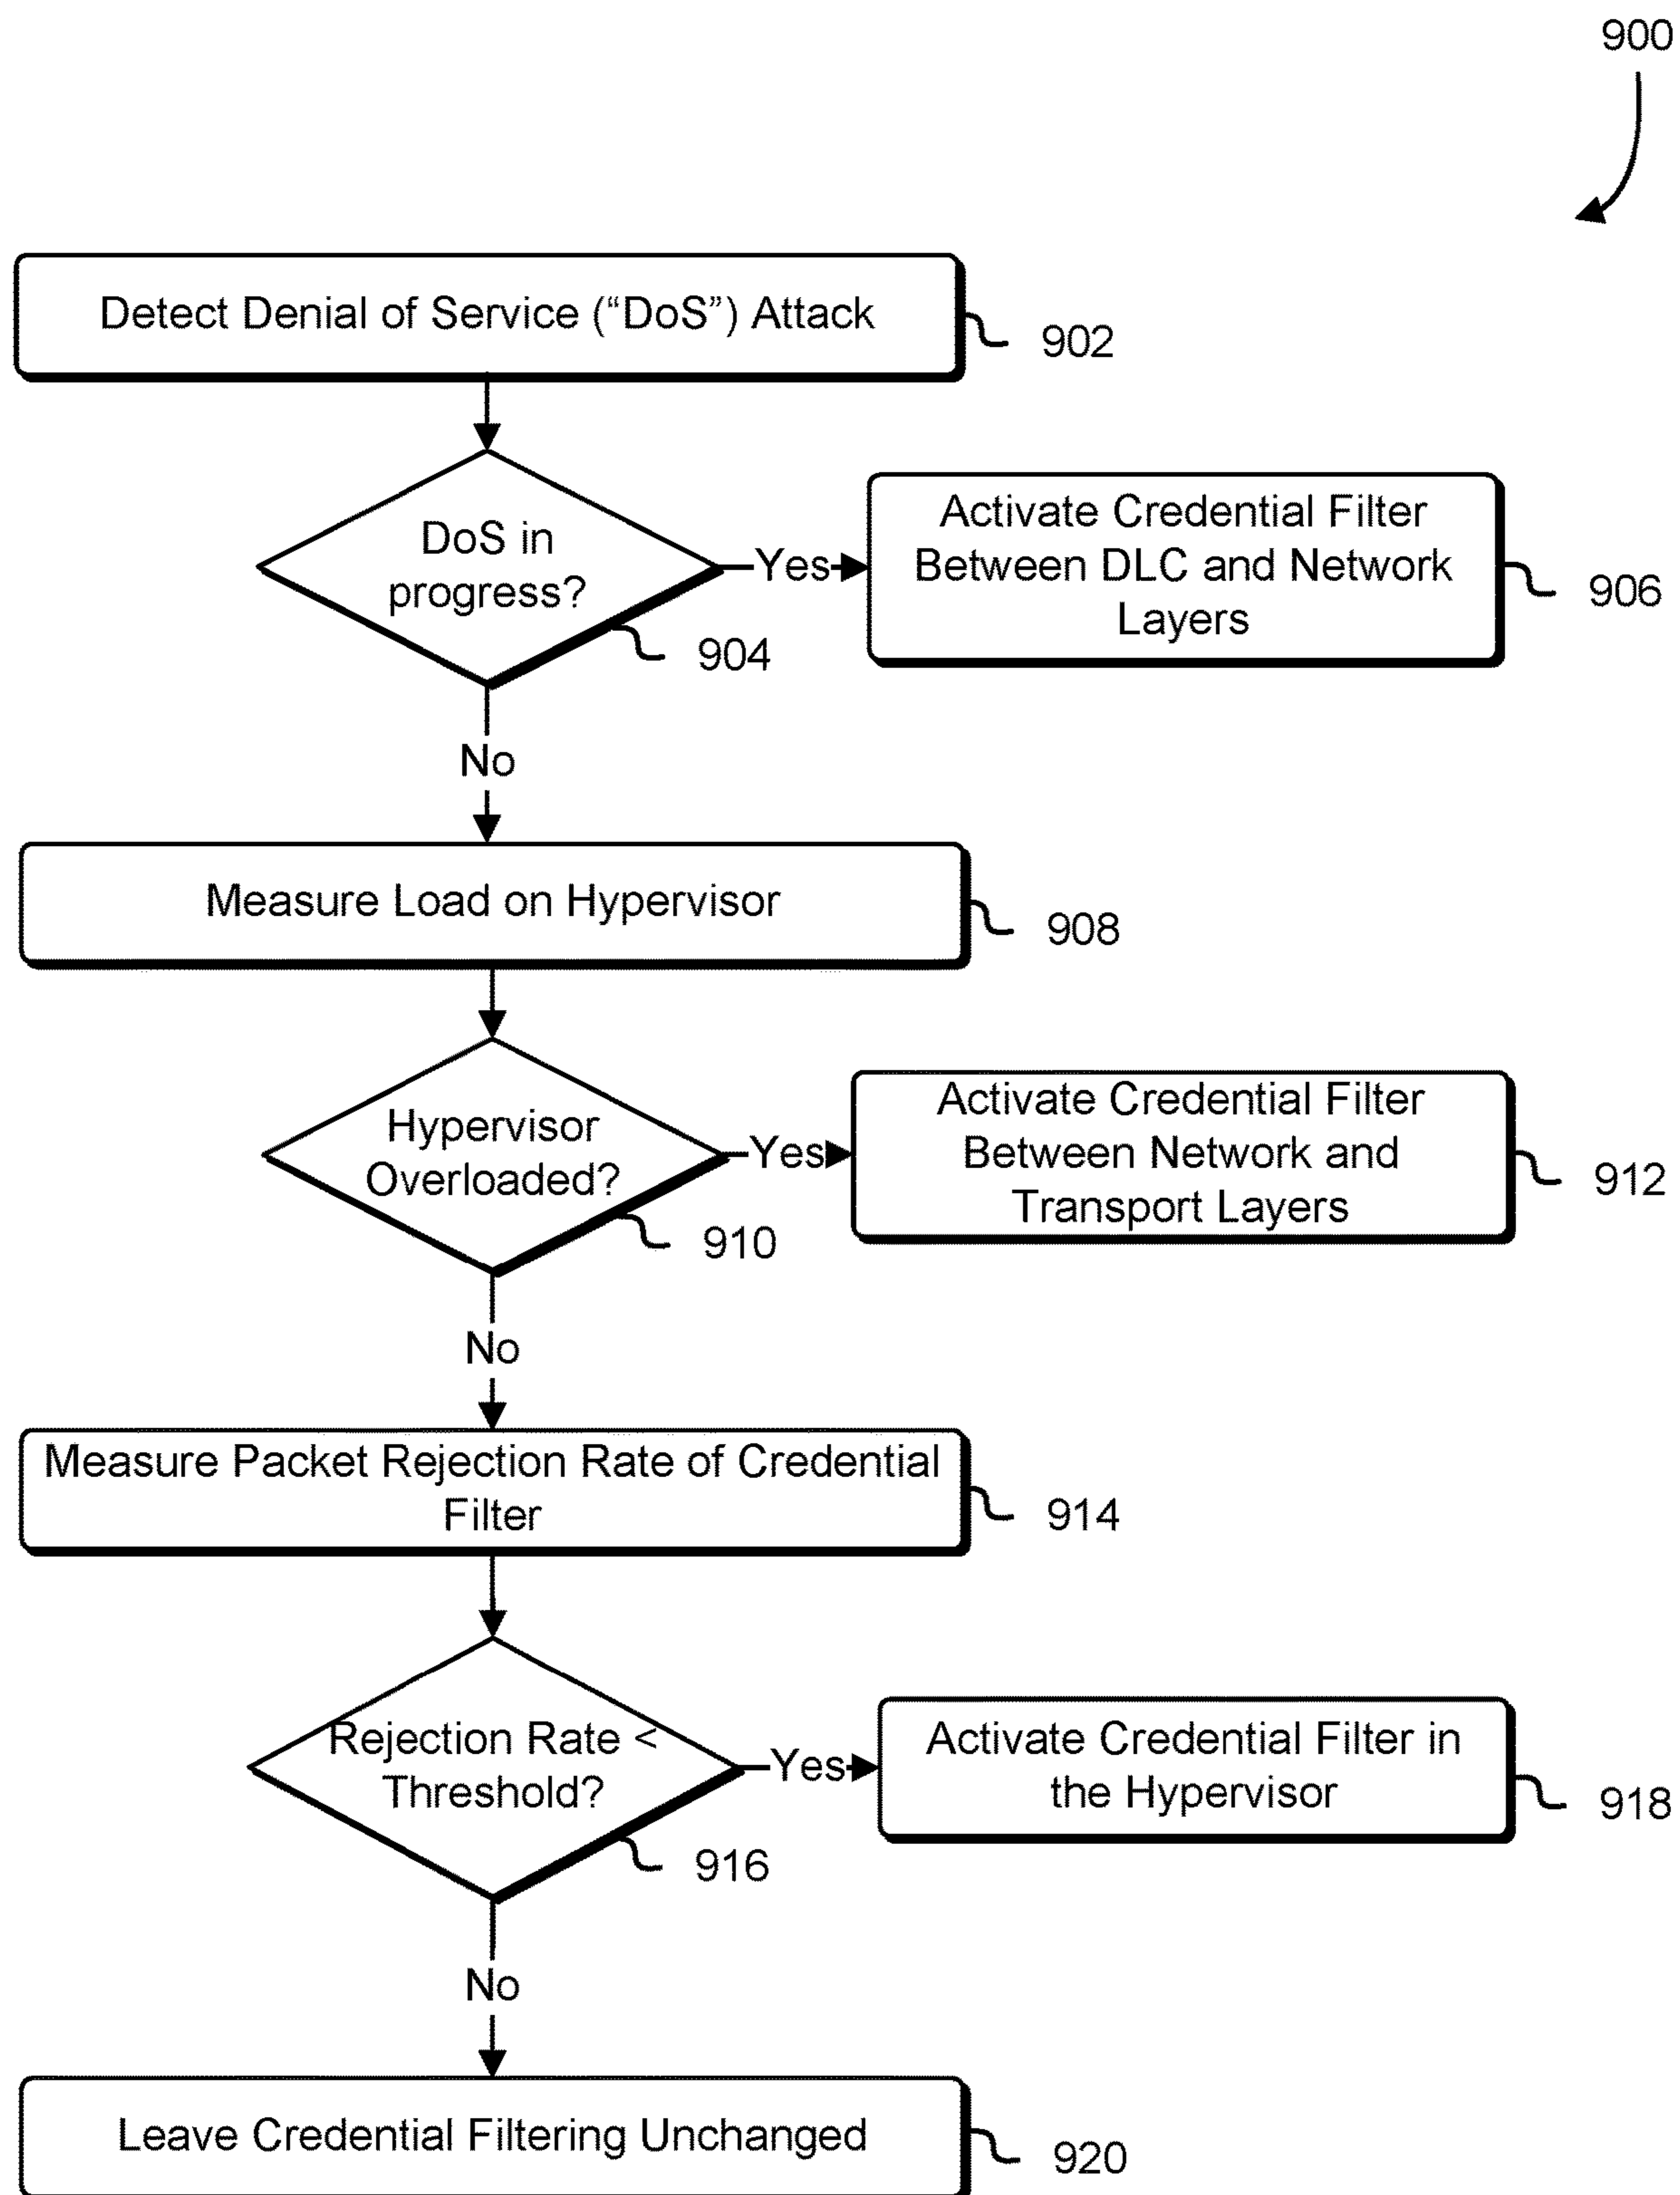 900
Detect Denial of Service (“DoS”) Attack
902
DoS in
progress?
904
Yes
Activate Credential Filter
Between DLC and Network
Layers
906
No
Measure Load on Hypervisor
908
Hypervisor
Overloaded?
910
Yes
Activate Credential Filter
Between Network and
Transport Layers
912
No
Measure Packet Rejection Rate of Credential
Filter
914
Rejection Rate <
Threshold?
916
Yes
Activate Credential Filter in
the Hypervisor
918
No
Leave Credential Filtering Unchanged
920